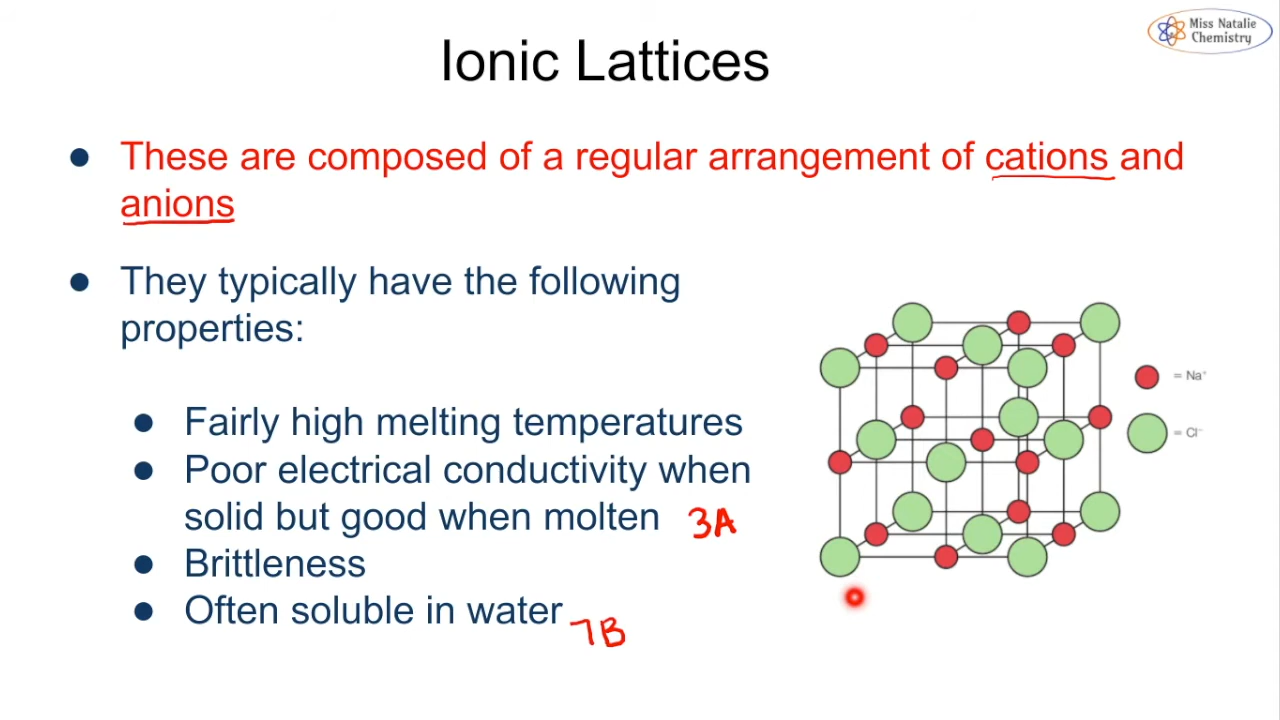 Miss Natalie
Chemistry
Ionic Lattices
● These are composed of a regular arrangement of cations and
anions
● They typically have the following
properties:
● Fairly high melting temperatures
● Poor electrical conductivity when
solid but good when molten 3A
● Brittleness
● Often soluble in water 7B
= Na⁺
= Cl⁻